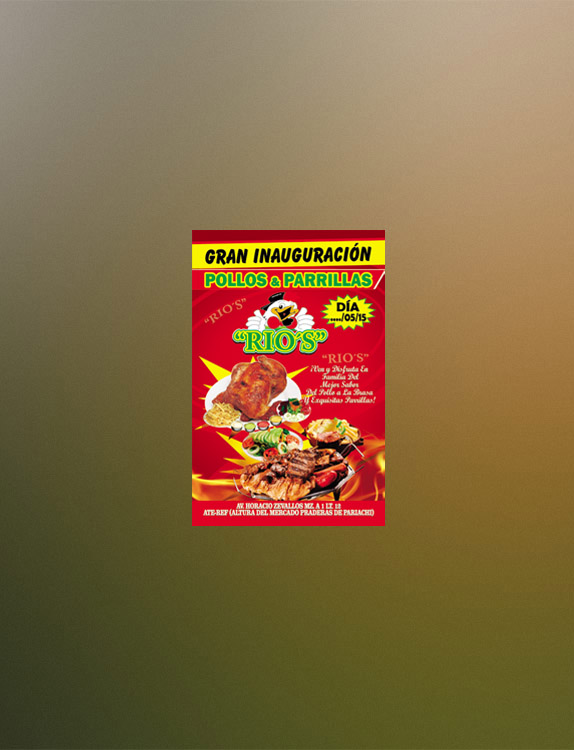 GRAN INAUGURACIÓN
POLLOS & PARRILLAS
"RIO'S"
DÍA
..../05/15
"RIO'S"
"RIO'S"
¡Ven y Disfruta En
Familia Del
Mejor Sabor
Del Pollo a La Brasa
Y Exquisitas Parrillas!
AV. HORACIO ZEVALLOS MZ. A 1 LT. 12
ATE-REF (ALTURA DEL MERCADO PRADERAS DE PARIACHI)